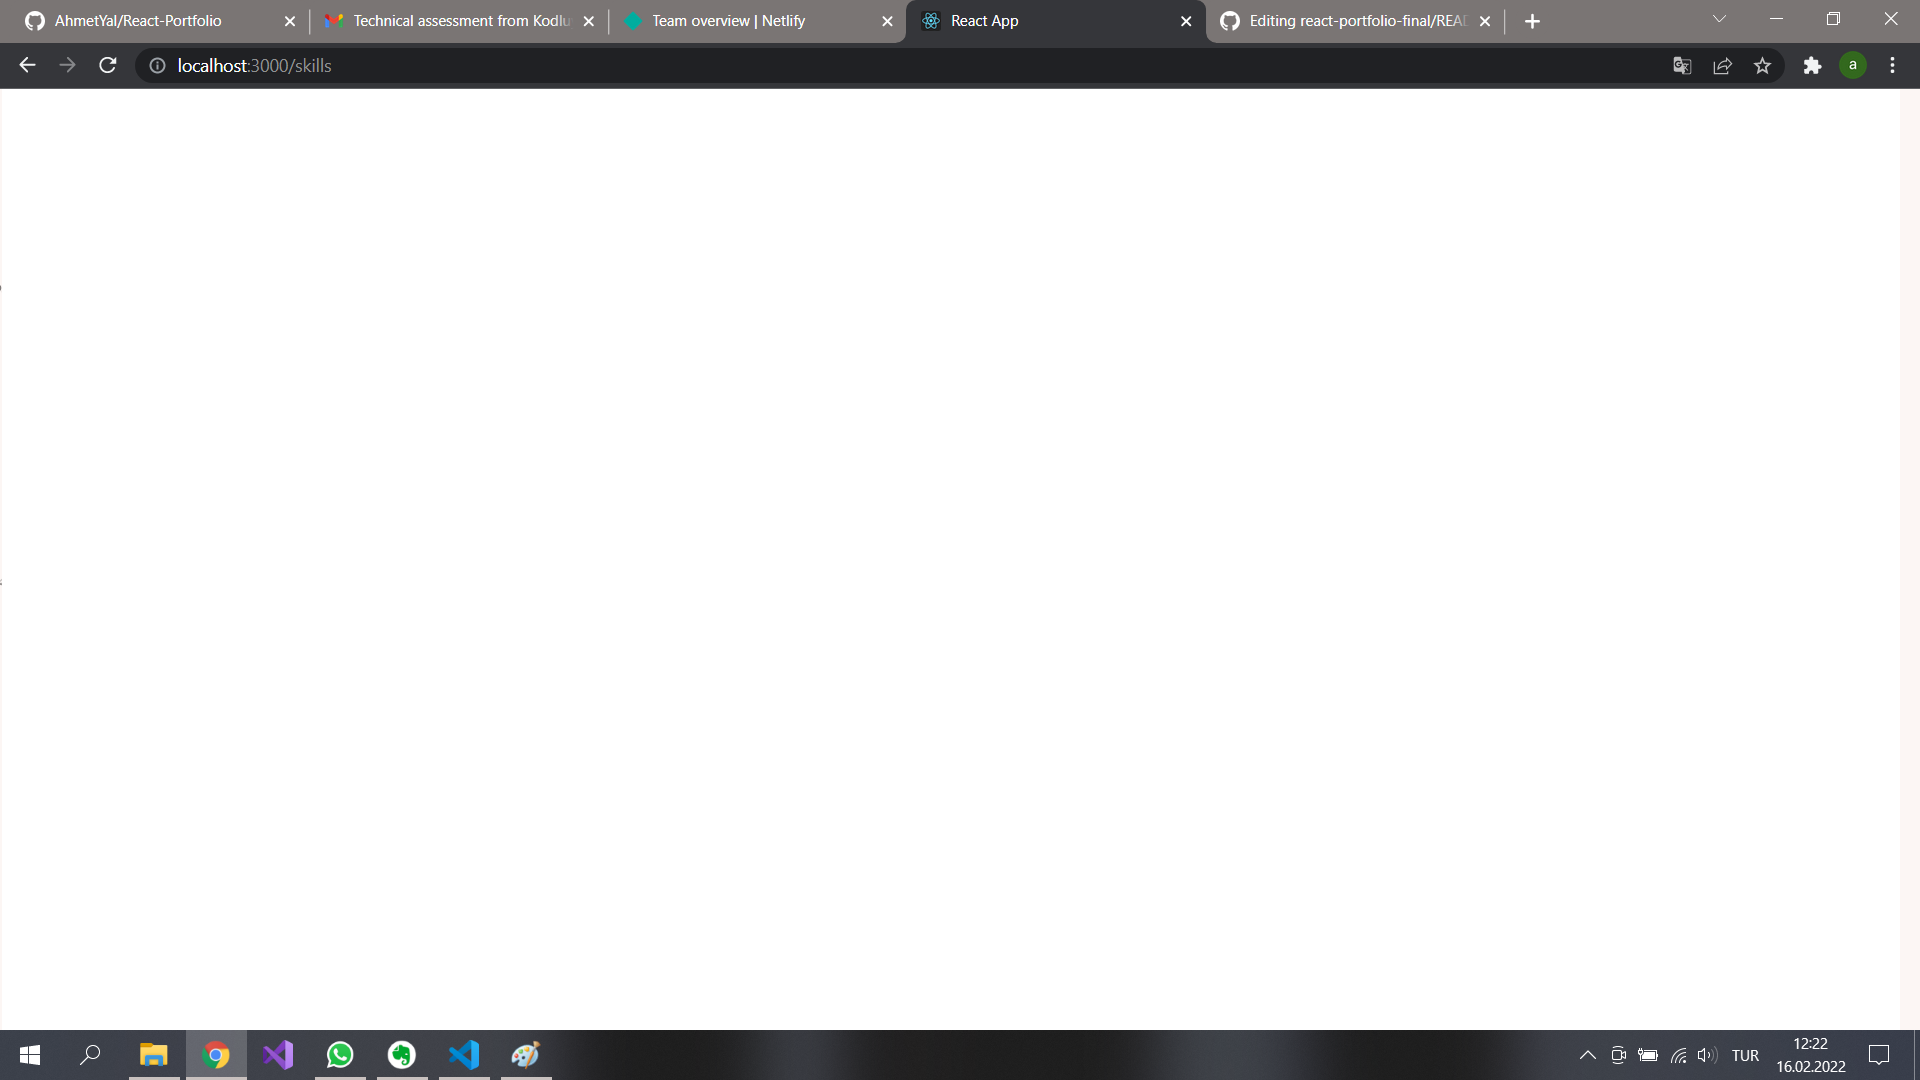 AhmetYal/React-Portfolio
Technical assessment from Kodlu
Team overview | Netlify
React App
Editing react-portfolio-final/REA
localhost:3000/skills
a
TUR
12:22
16.02.2022